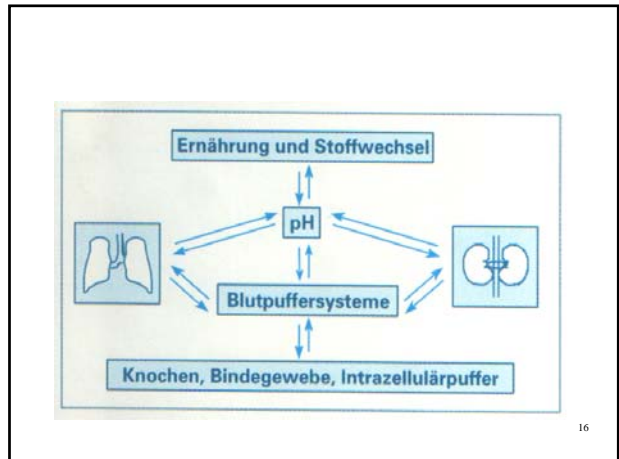 Ernährung und Stoffwechsel
pH
Blutpuffersysteme
Knochen, Bindegewebe, Intrazellulärpuffer
16